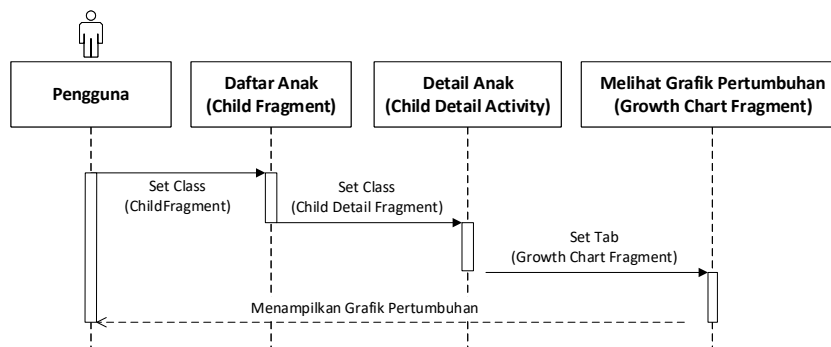 Pengguna
Daftar Anak
(Child Fragment)
Detail Anak
(Child Detail Activity)
Melihat Grafik Pertumbuhan
(Growth Chart Fragment)
Set Class
(ChildFragment)
Set Class
(Child Detail Fragment)
Set Tab
(Growth Chart Fragment)
Menampilkan Grafik Pertumbuhan